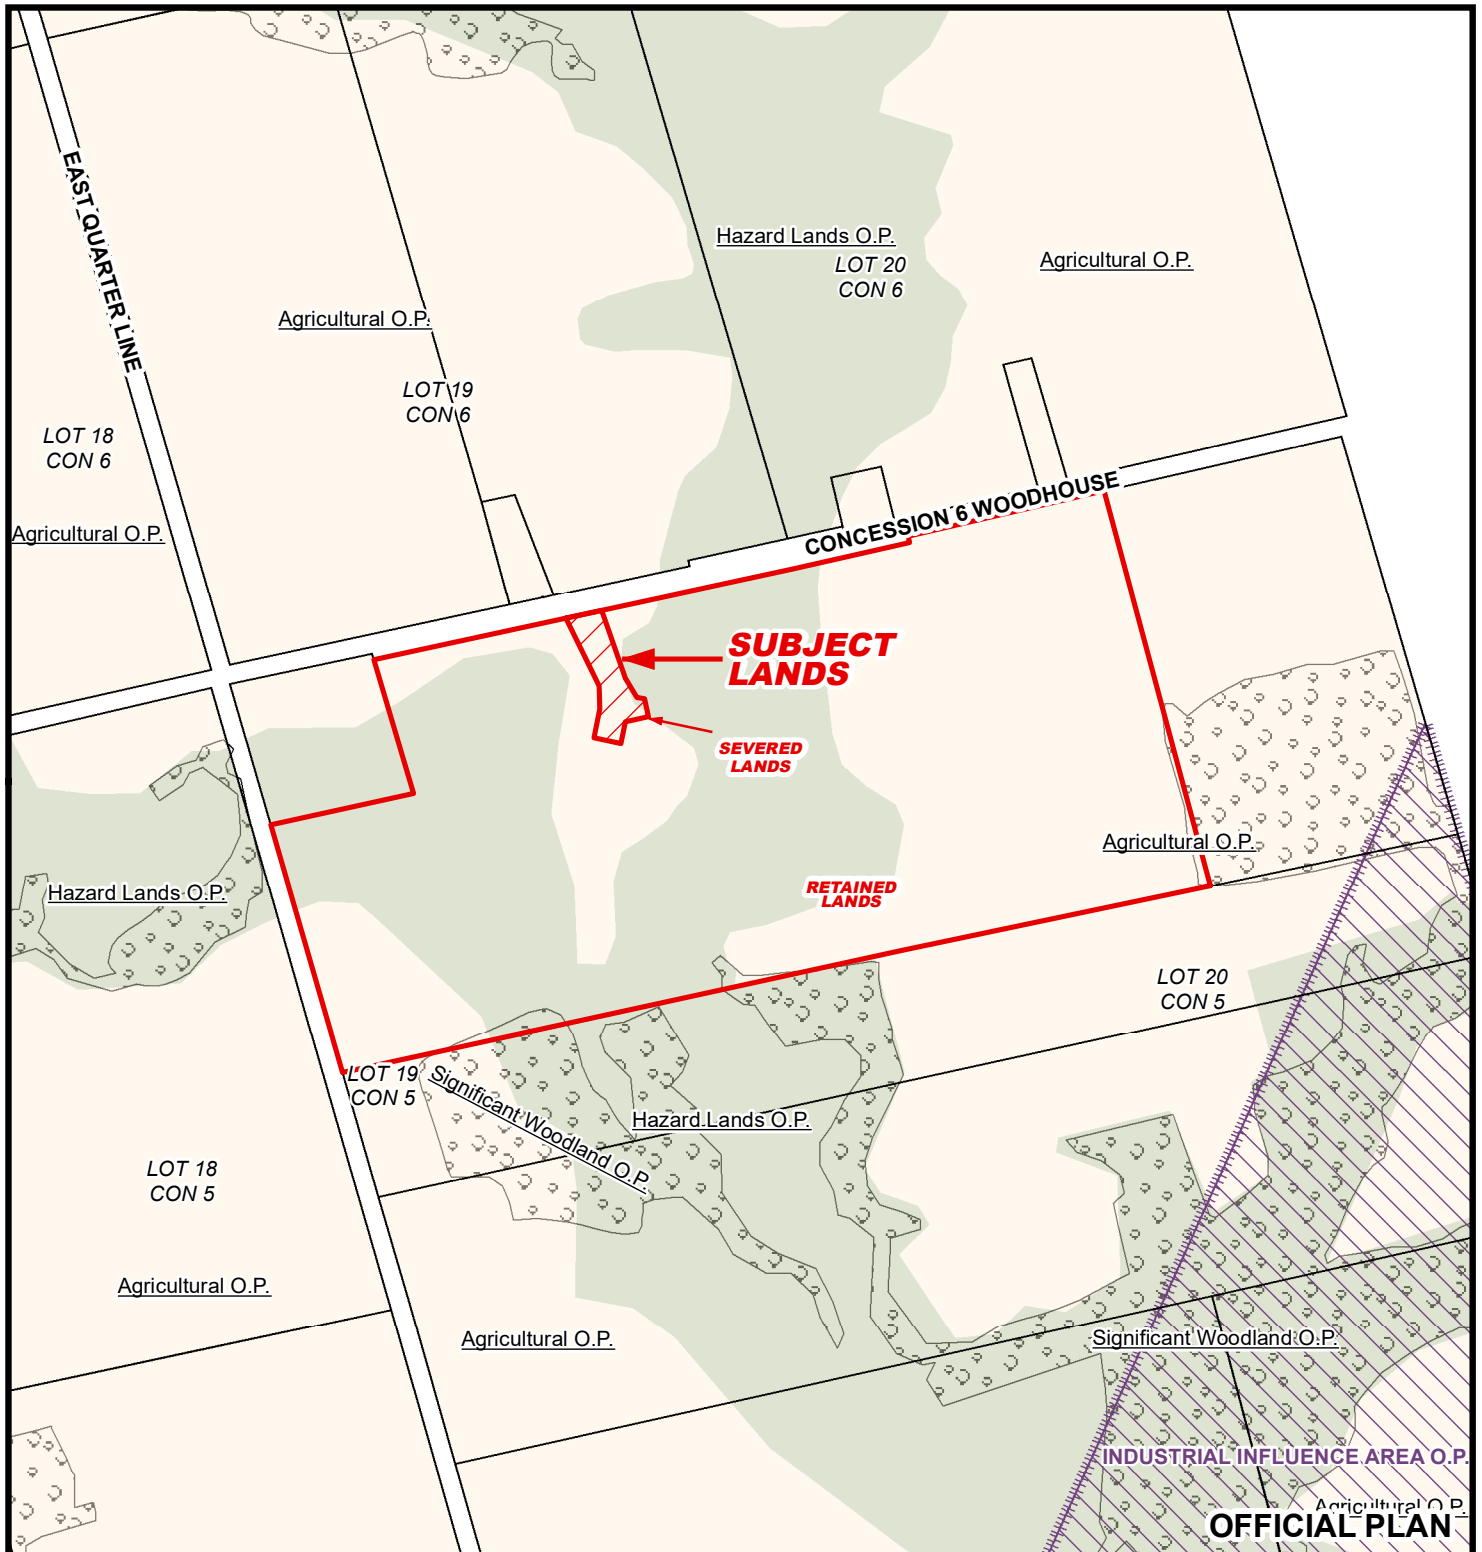 EAST QUARTER LINE
Hazard Lands O.P.
LOT 20
CON 6
Agricultural O.P.
Agricultural O.P.
LOT 19
CON 6
LOT 18
CON 6
Agricultural O.P.
CONCESSION 6 WOODHOUSE
SUBJECT
LANDS
SEVERED
LANDS
Agricultural O.P.
RETAINED
LANDS
Hazard Lands O.P.
LOT 20
CON 5
LOT 19
CON 5
Significant Woodland O.P.
Hazard Lands O.P.
LOT 18
CON 5
Agricultural O.P.
Agricultural O.P.
Significant Woodland O.P.
INDUSTRIAL INFLUENCE AREA O.P.
Agricultural O.P.
OFFICIAL PLAN